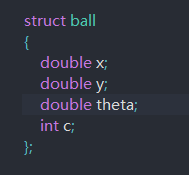 struct ball
{
    double x;
    double y;
    double theta;
    int c;
};